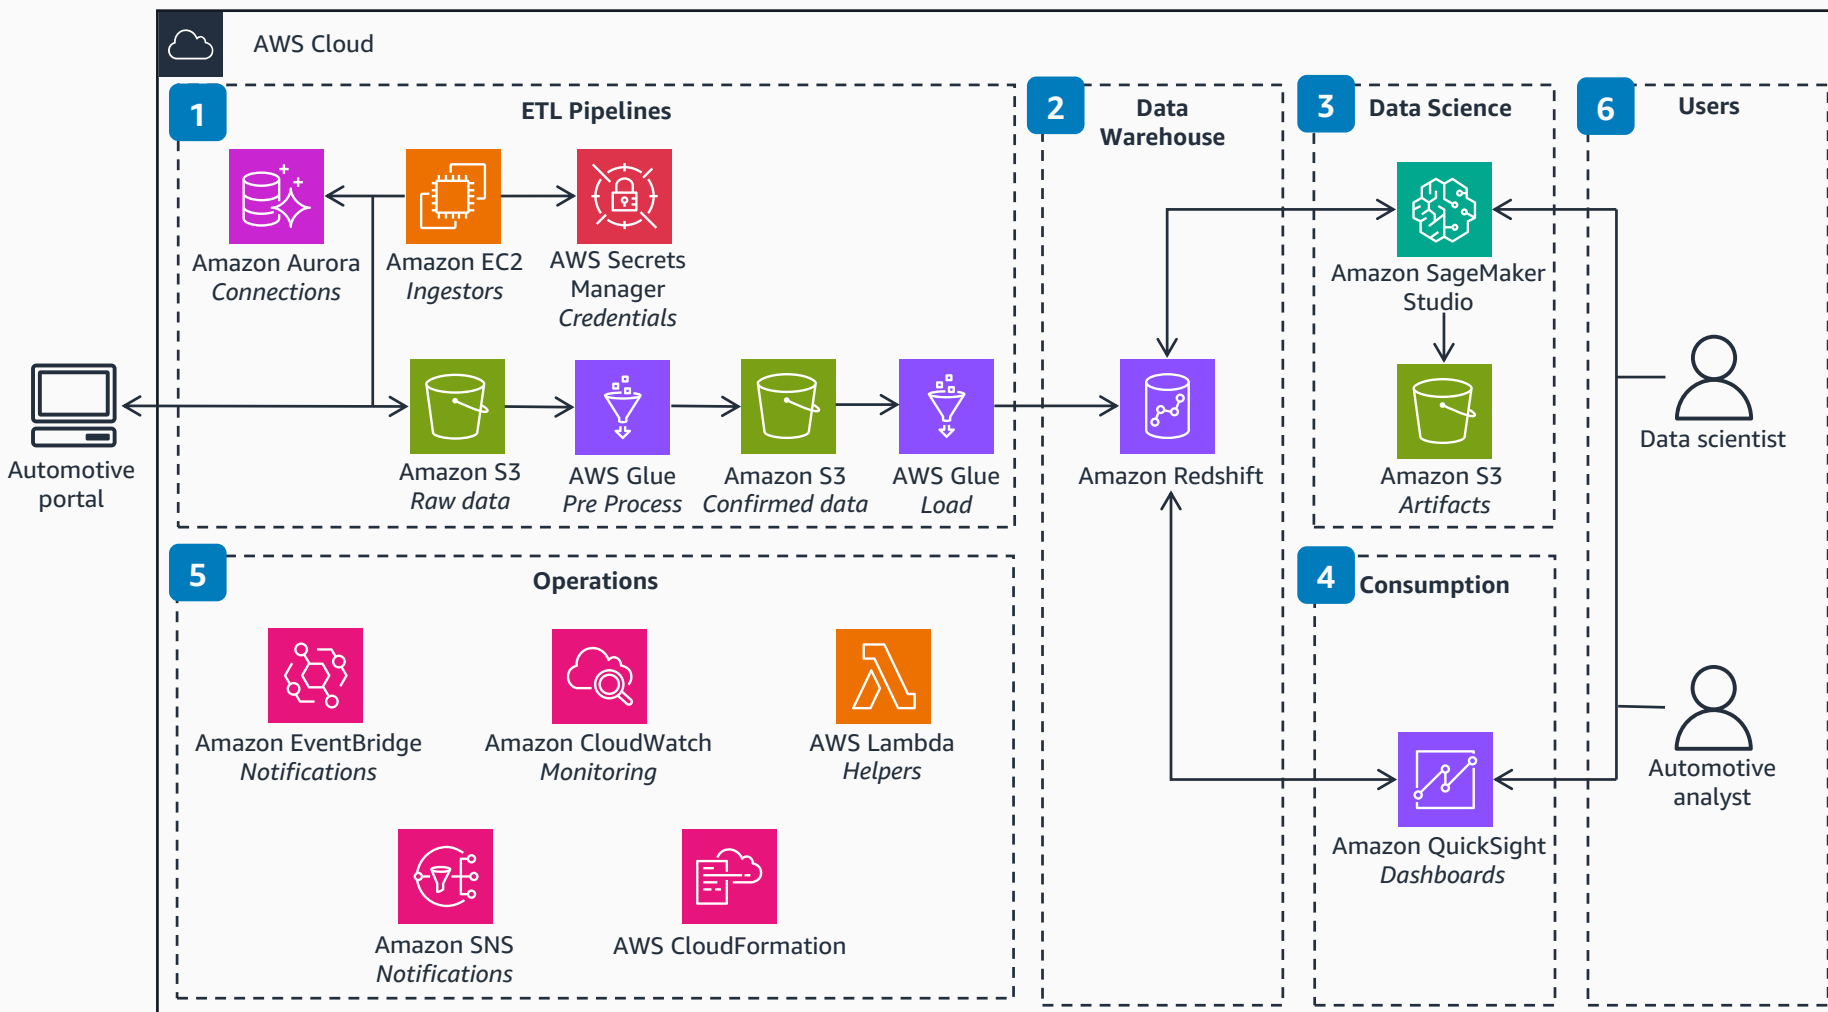 AWS Cloud
1
ETL Pipelines
Amazon Aurora
Connections
Amazon EC2
Ingestors
AWS Secrets
Manager
Credentials
Automotive
portal
Amazon S3
Raw data
AWS Glue
Pre Process
Amazon S3
Confirmed data
AWS Glue
Load
2
Data
Warehouse
Amazon Redshift
3
Data Science
Amazon SageMaker
Studio
Amazon S3
Artifacts
4
Consumption
Amazon QuickSight
Dashboards
5
Operations
Amazon EventBridge
Notifications
Amazon CloudWatch
Monitoring
AWS Lambda
Helpers
Amazon SNS
Notifications
AWS CloudFormation
6
Users
Data scientist
Automotive
analyst